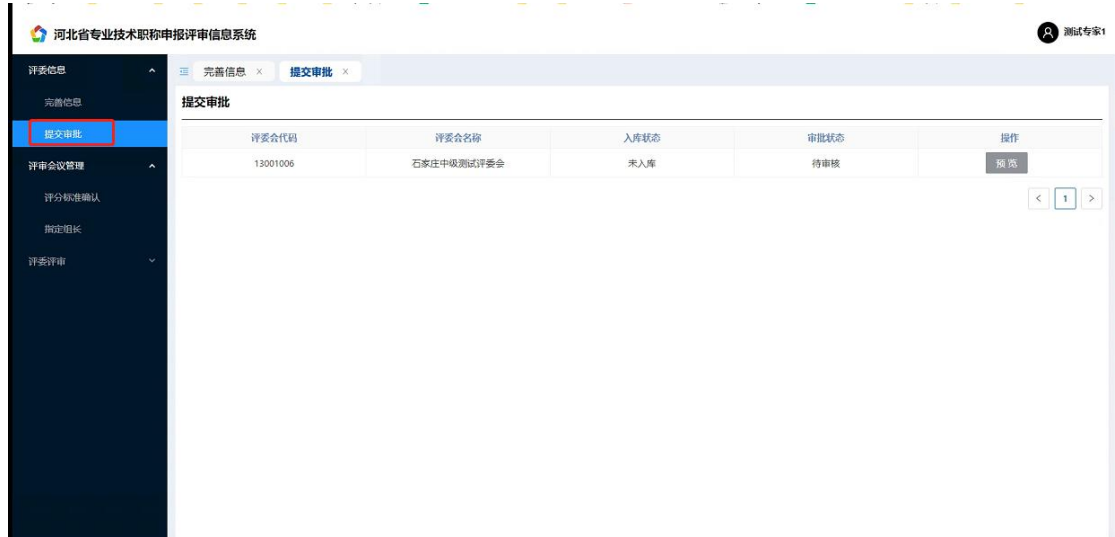 河北省专业技术职称申报评审信息系统
测试专家1
评委信息
完善信息 ×
提交审批 ×
完善信息
提交审批
提交审批
评委会代码 评委会名称 入库状态 审批状态 操作
13001006 石家庄中级测试评委会 未入库 待审核 预览
评审会议管理
< 1 >
评分标准确认
指定组长
评委评审